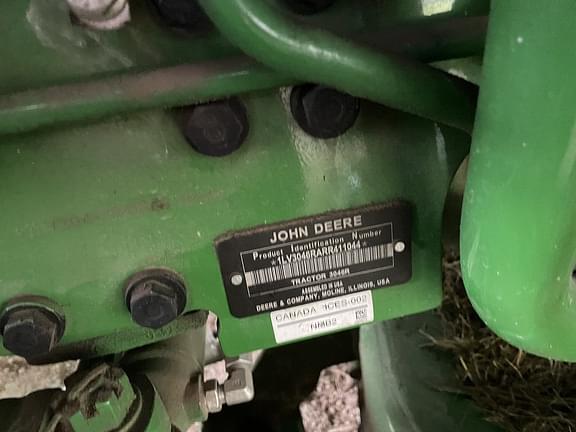 JOHN DEERE
Product Identification Number
*1LV3046RARR411044*
TRACTOR 3046R
ASSEMBLED IN USA
DEERE & COMPANY, MOLINE, ILLINOIS, USA
CANADA ICES-002
/NMB2